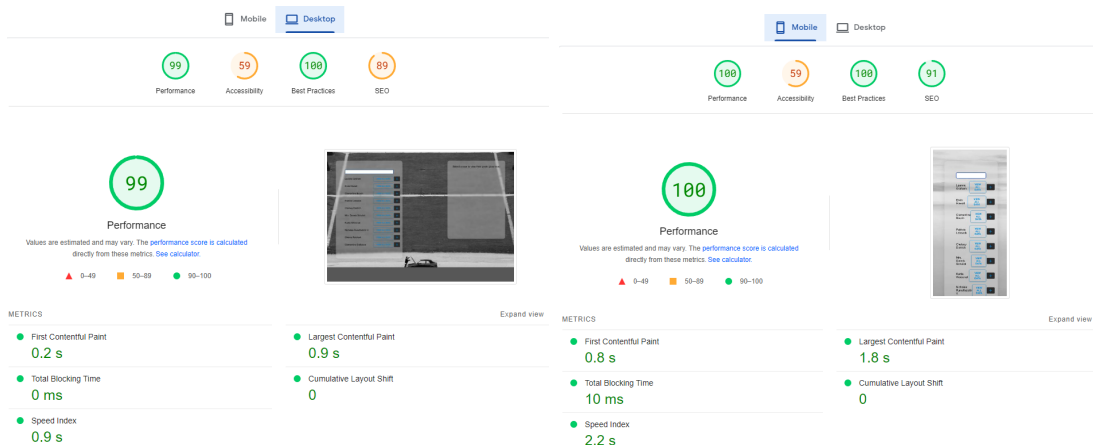 Mobile
Desktop
99
59
100
89
Performance
Accessibility
Best Practices
SEO
99
Performance
Values are estimated and may vary. The performance score is calculated
directly from these metrics. See calculator.
0–49
50–89
90–100
METRICS
Expand view
First Contentful Paint
0.2 s
Largest Contentful Paint
0.9 s
Total Blocking Time
0 ms
Cumulative Layout Shift
0
Speed Index
0.9 s
Mobile
Desktop
100
59
100
91
Performance
Accessibility
Best Practices
SEO
100
Performance
Values are estimated and may vary. The performance score is calculated
directly from these metrics. See calculator.
0–49
50–89
90–100
METRICS
Expand view
First Contentful Paint
0.8 s
Largest Contentful Paint
1.8 s
Total Blocking Time
10 ms
Cumulative Layout Shift
0
Speed Index
2.2 s